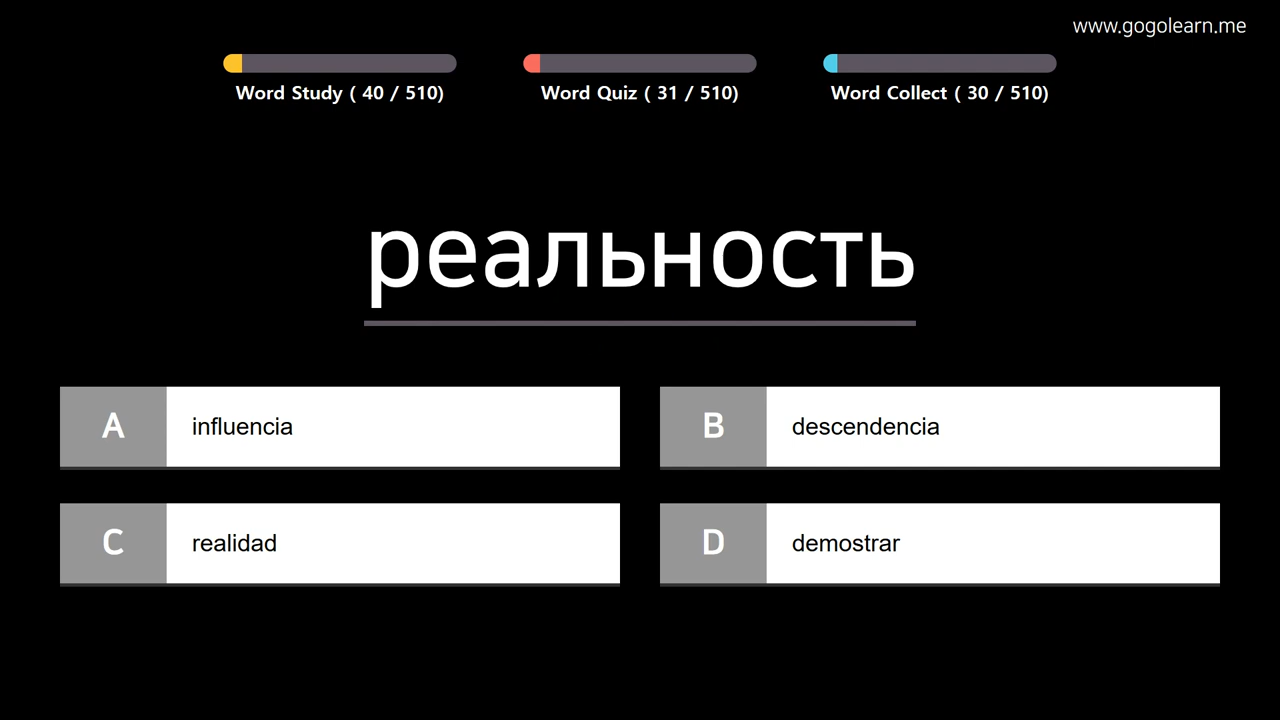 www.gogolearn.me
Word Study ( 40 / 510)
Word Quiz ( 31 / 510)
Word Collect ( 30 / 510)
реальность
A influencia
B descendencia
C realidad
D demostrar